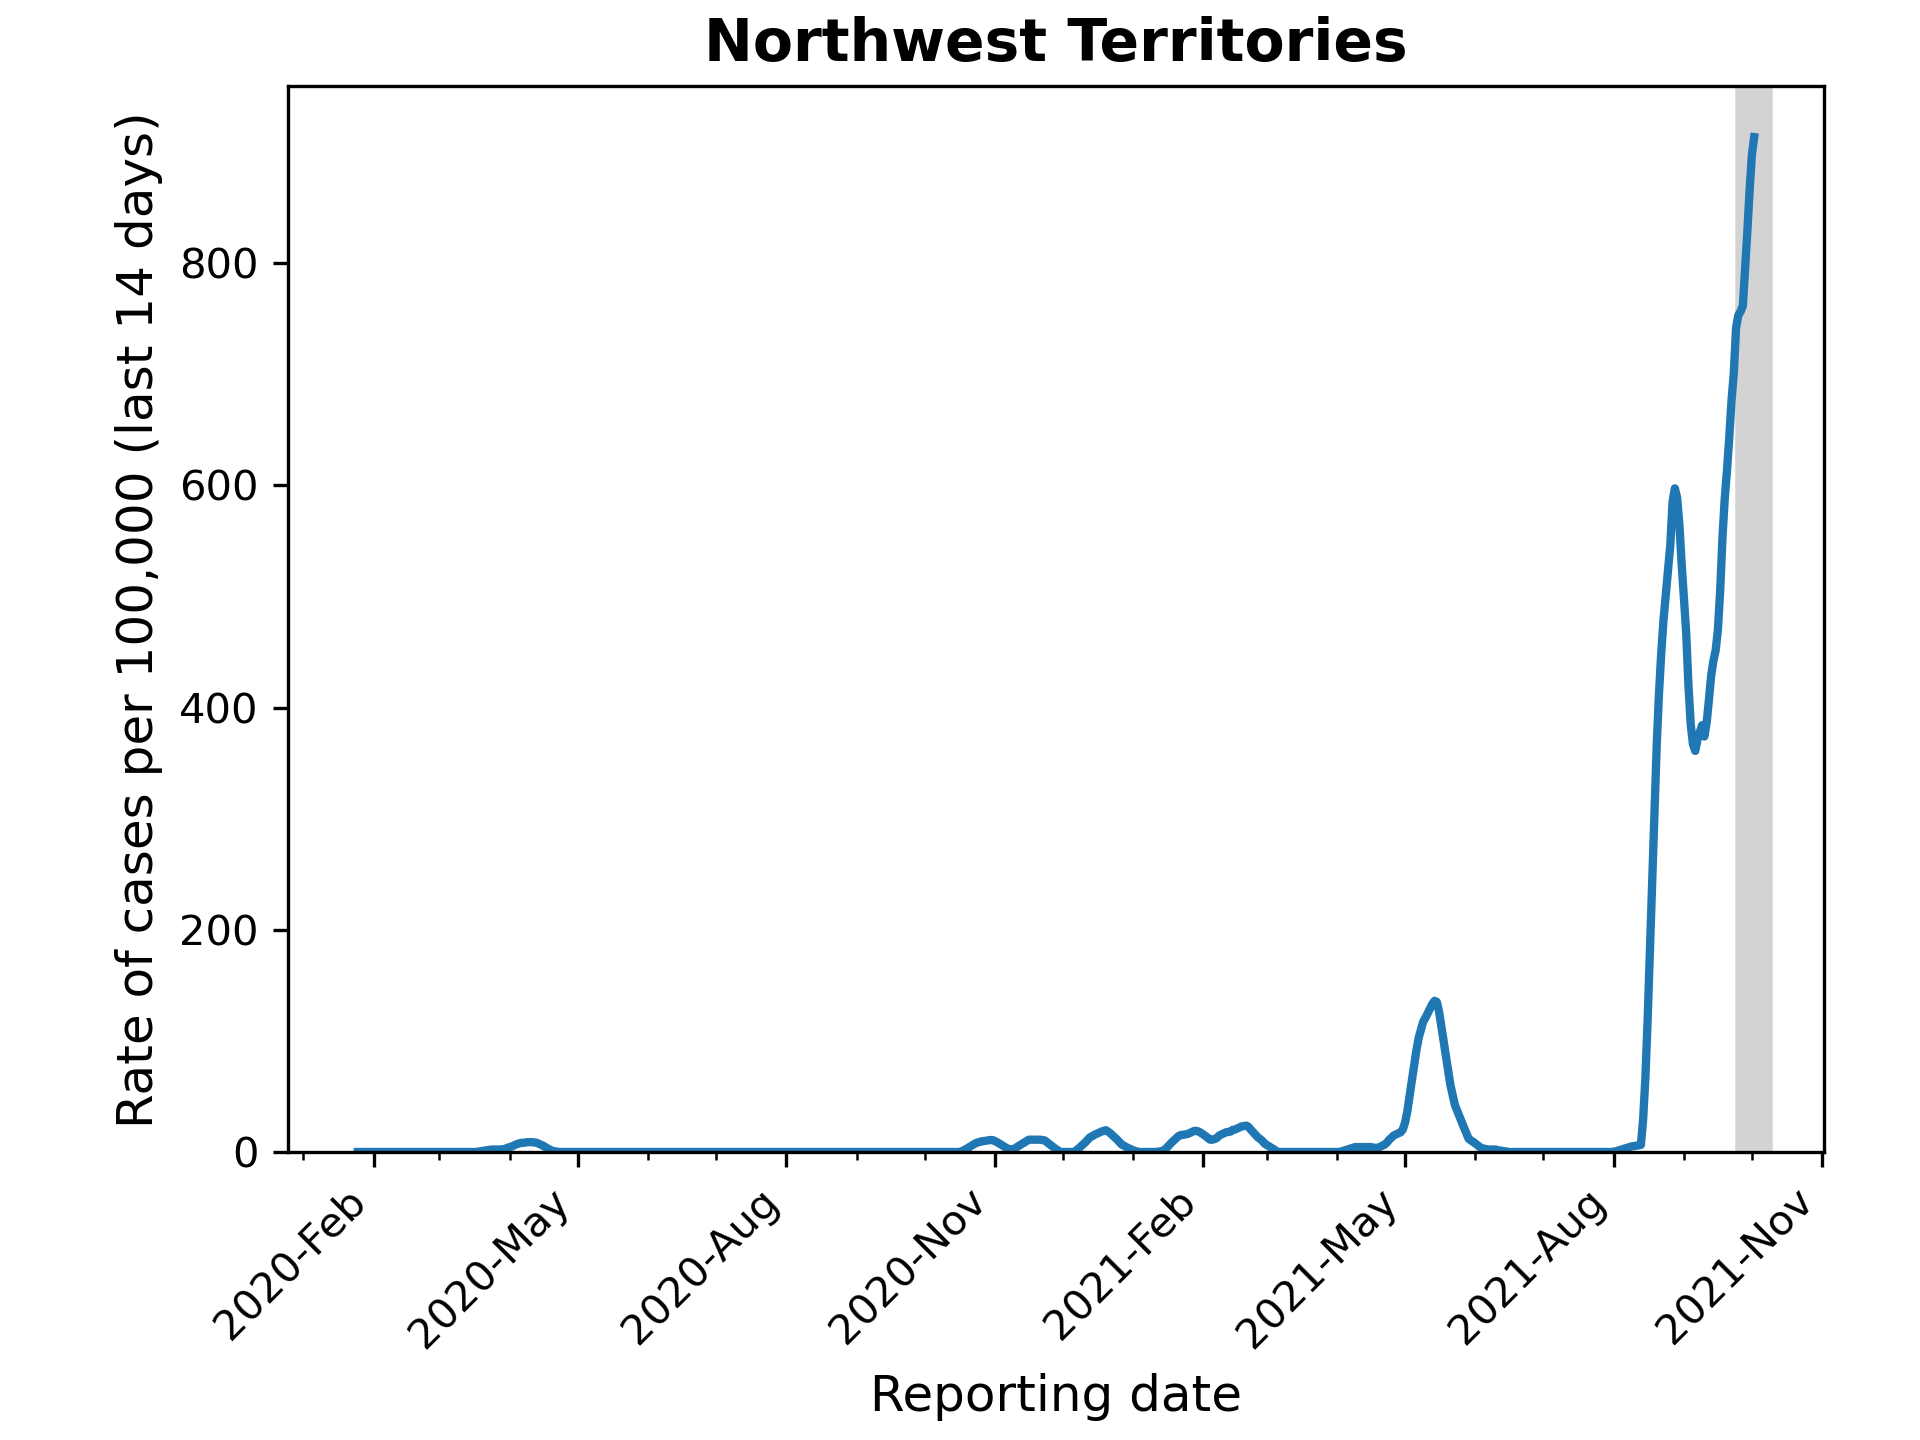 Northwest Territories
Rate of cases per 100,000 (last 14 days)
800
600
400
200
0
2020-Feb
2020-May
2020-Aug
2020-Nov
2021-Feb
2021-May
2021-Aug
2021-Nov
Reporting date